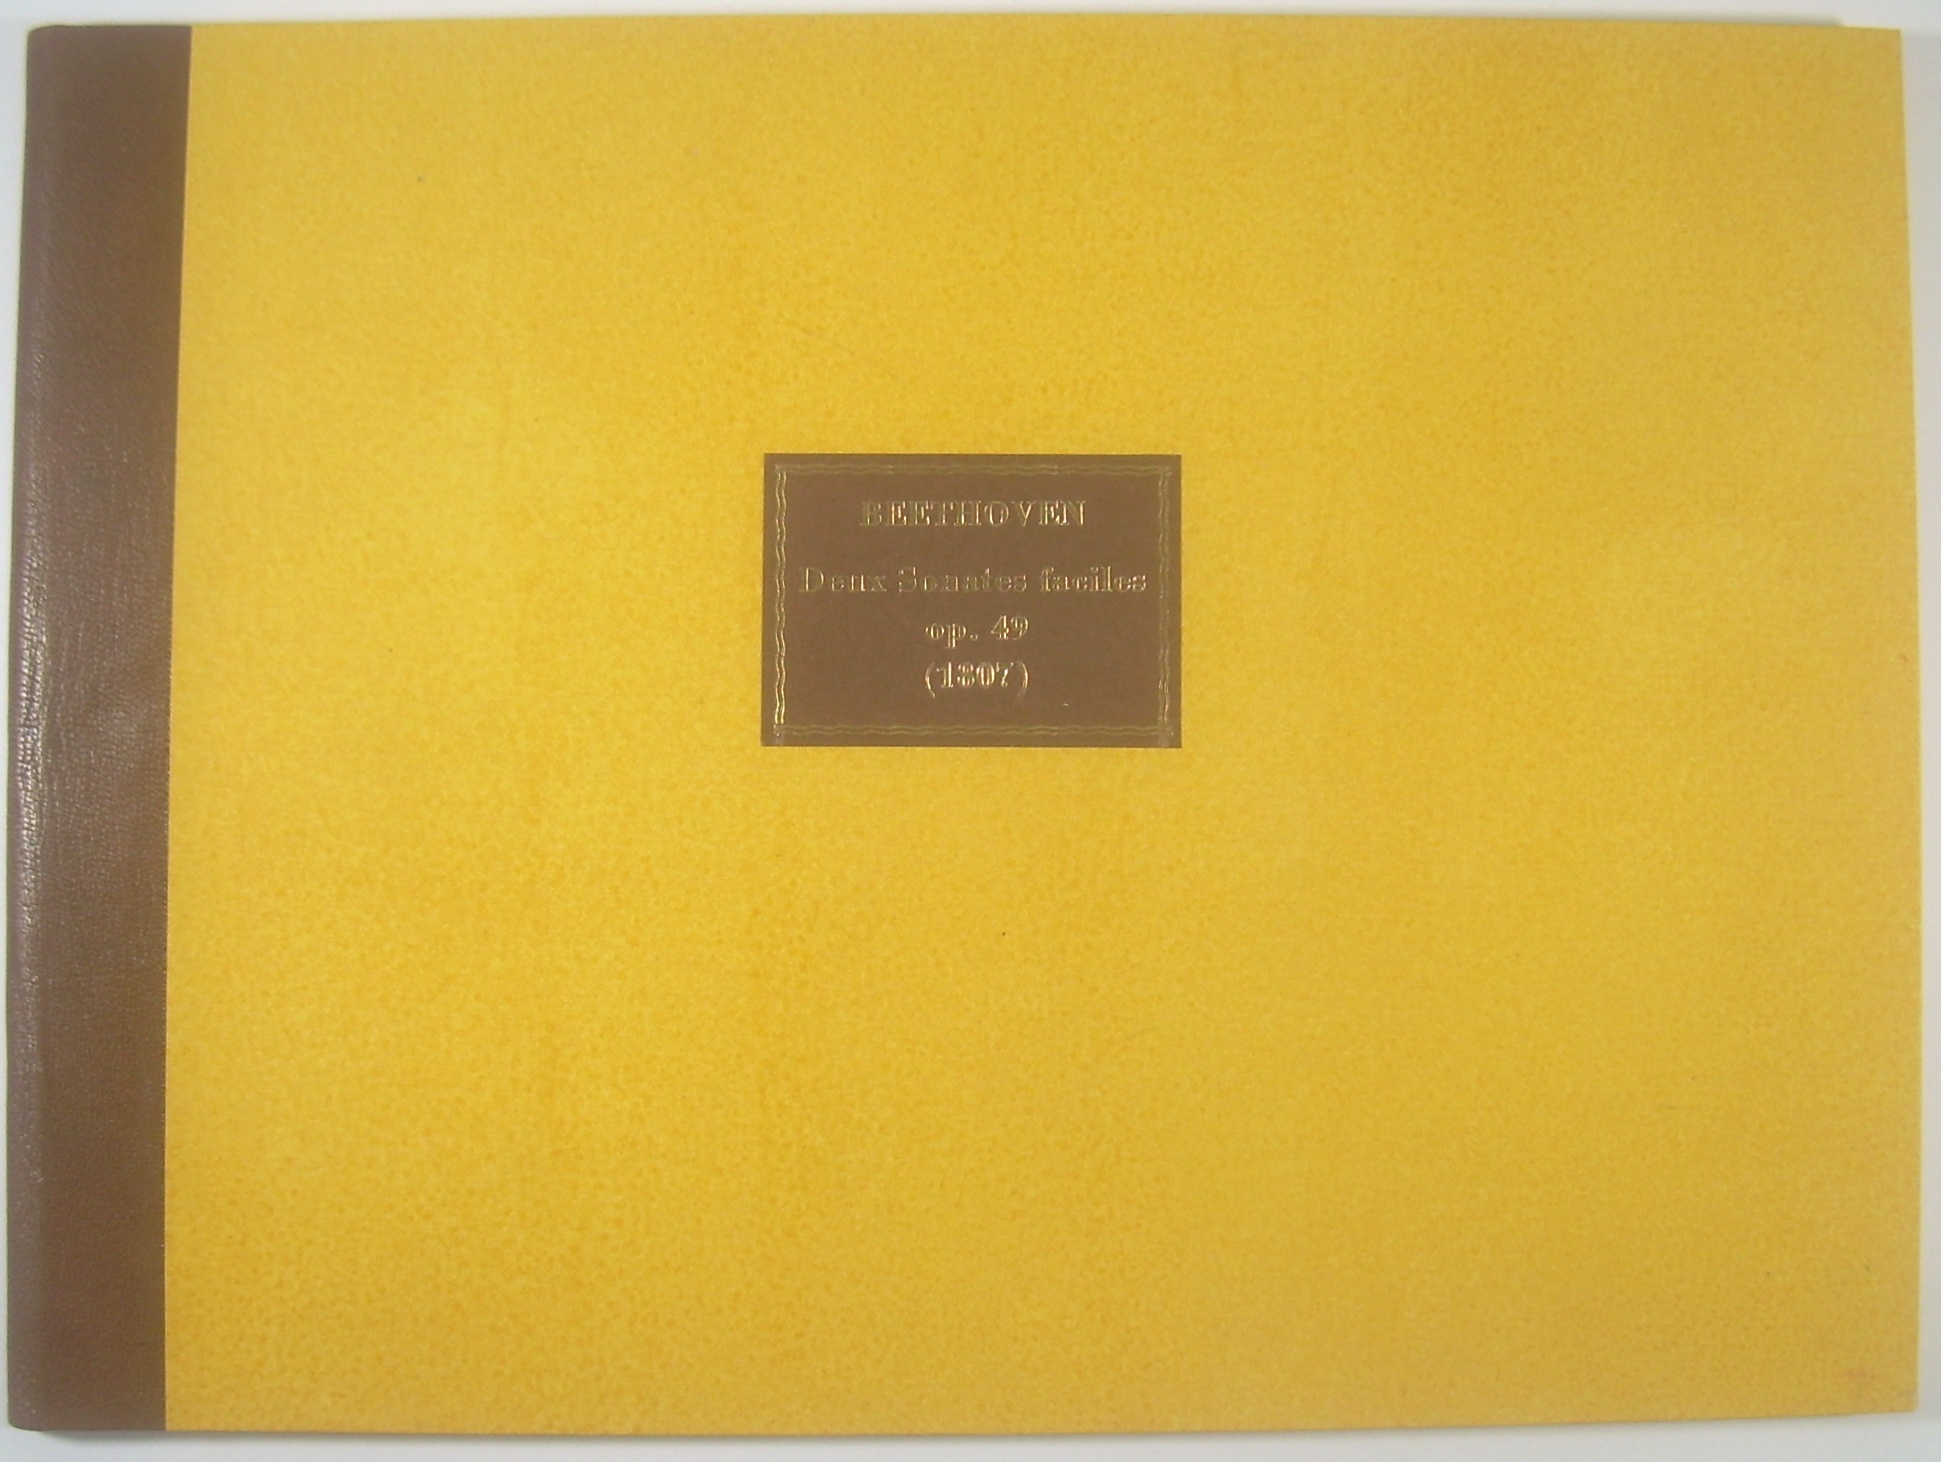 BEETHOVEN
Deux Sonates faciles
op. 49
(1807)